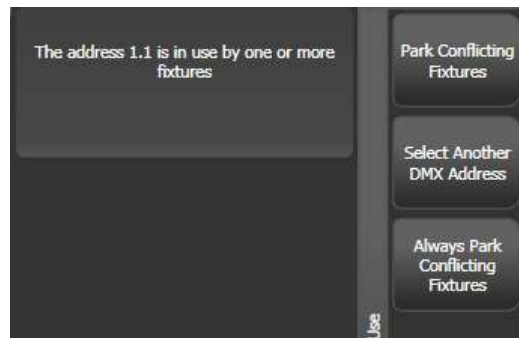 The address 1.1 is in use by one or more
fixtures
Park Conflicting
Fixtures
Select Another
DMX Address
Always Park
Conflicting
Fixtures
Use